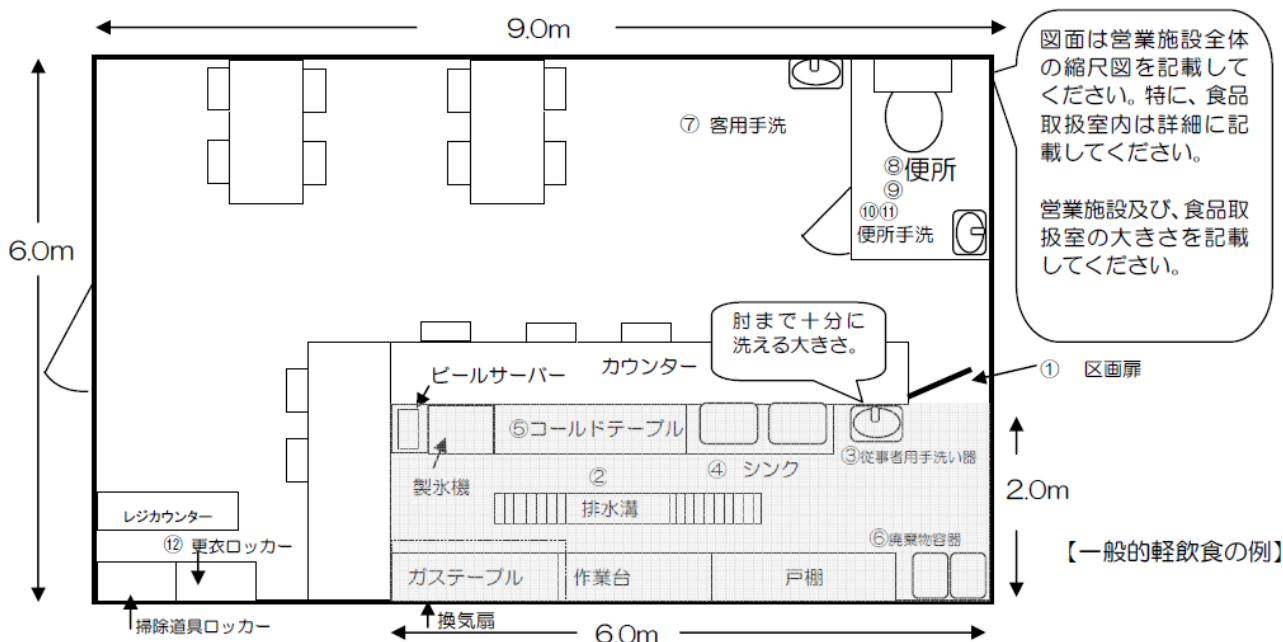 9.0m
図面は営業施設全体
の縮尺図を記載して
ください。特に、食品
取扱室内は詳細に記
載してください。
営業施設及び、食品取
扱室の大きさを記載
してください。
⑦ 客用手洗
⑧便所
⑨
⑩⑪
便所手洗
6.0m
肘まで十分に
洗える大きさ。
① 区画扉
ビールサーバー
カウンター
⑤コールドテーブル
③従事者用手洗い器
④ シンク
製氷機
②
排水溝
2.0m
レジカウンター
⑫ 更衣ロッカー
⑥廃棄物容器
【一般的軽飲食の例】
ガステーブル
作業台
戸棚
掃除道具ロッカー
換気扇
6.0m